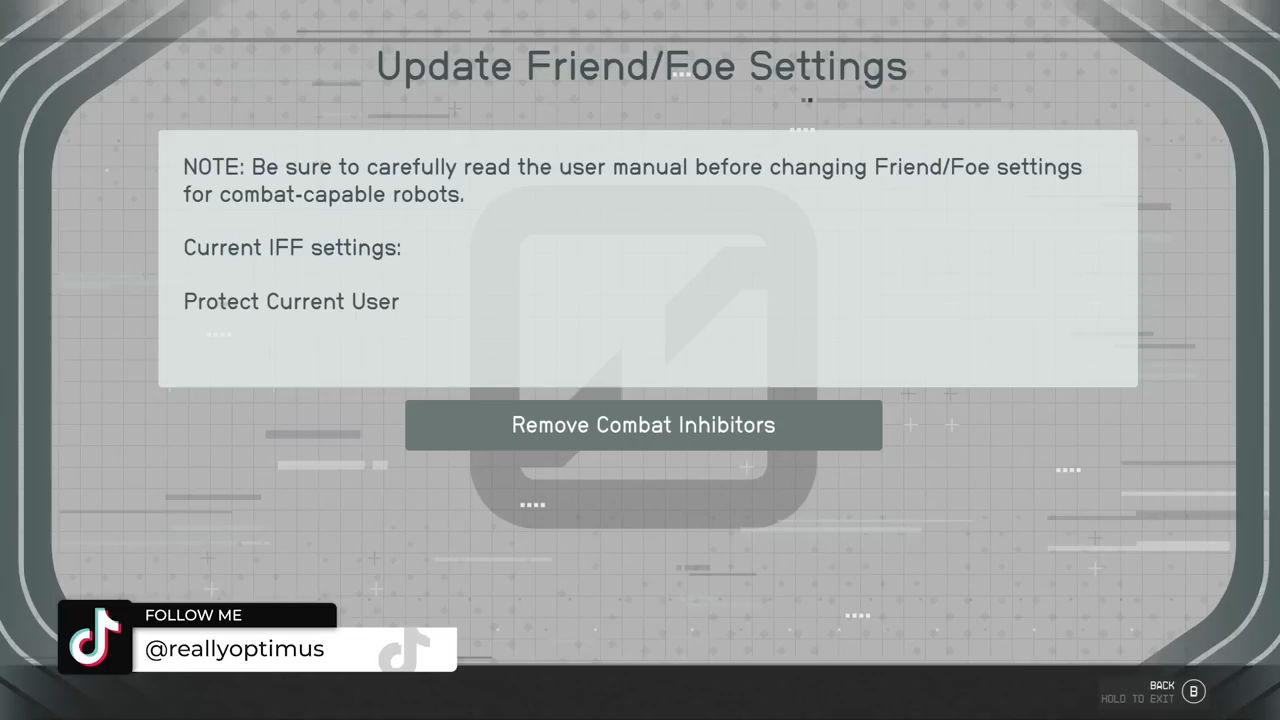 Update Friend/Foe Settings
NOTE: Be sure to carefully read the user manual before changing Friend/Foe settings
for combat-capable robots.
Current IFF settings:
Protect Current User
Remove Combat Inhibitors
FOLLOW ME
@reallyoptimus
BACK
HOLD TO EXIT
B